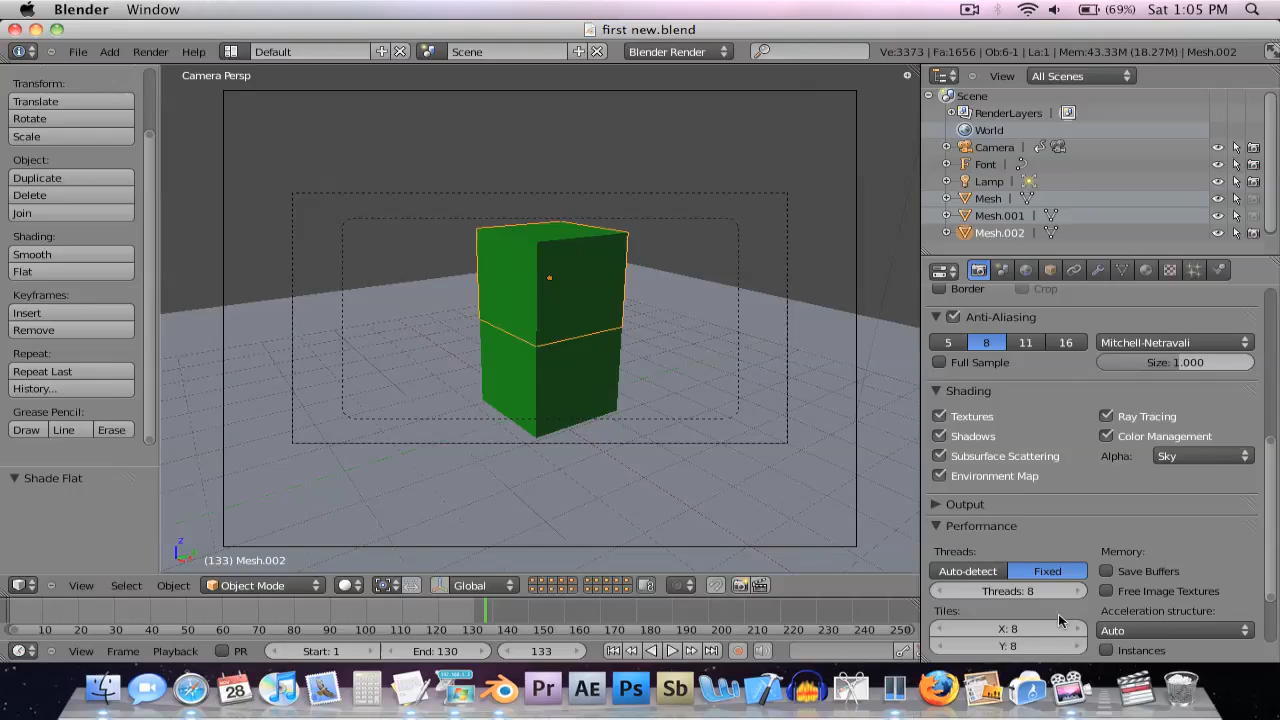 Blender Window (69%) Sat 1:05 PM
first new.blend
File Add Render Help Default Scene Blender Render Ve:3373 | Fa:1656 | Ob:6-1 | La:1 | Mem:43.33M (18.27M) | Mesh.002
Transform:
Translate
Rotate
Scale
Object:
Duplicate
Delete
Join
Shading:
Smooth
Flat
Keyframes:
Insert
Remove
Repeat:
Repeat Last
History...
Grease Pencil:
Draw Line Erase
Shade Flat
Camera Persp
(133) Mesh.002
View Select Object Object Mode Global
10 20 30 40 50 60 70 80 90 100 110 120 130 140 150 160 170 180 190 200 210 220 230 240 250
View Frame Playback PR Start: 1 End: 130 133
View All Scenes
Scene
RenderLayers
World
Camera
Font
Lamp
Mesh
Mesh.001
Mesh.002
Border Crop
Anti-Aliasing
5 8 11 16 Mitchell-Netravali
Full Sample Size: 1.000
Shading
Textures Ray Tracing
Shadows Color Management
Subsurface Scattering Alpha: Sky
Environment Map
Output
Performance
Threads: Memory:
Auto-detect Fixed Save Buffers
Threads: 8 Free Image Textures
Tiles: Acceleration structure:
X: 8 Auto
Y: 8 Instances
28 Pr AE Ps Sb